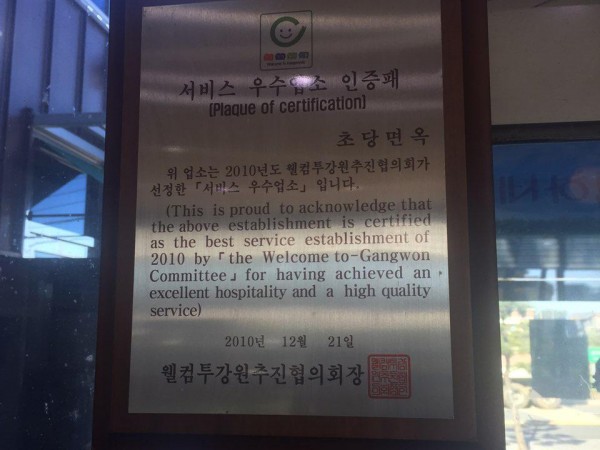 서비스 우수업소 인증패
[Plaque of certification]
초당면옥
위 업소는 2010년도 웰컴투강원추진협의회가
선정한 「서비스 우수업소」입니다.
(This is proud to acknowledge that
the above establishment is certified
as the best service establishment of
2010 by 「the Welcome to-Gangwon
Committee」 for having achieved an
excellent hospitality and a high quality
service)
2010년 12월 21일
웰컴투강원추진협의회장